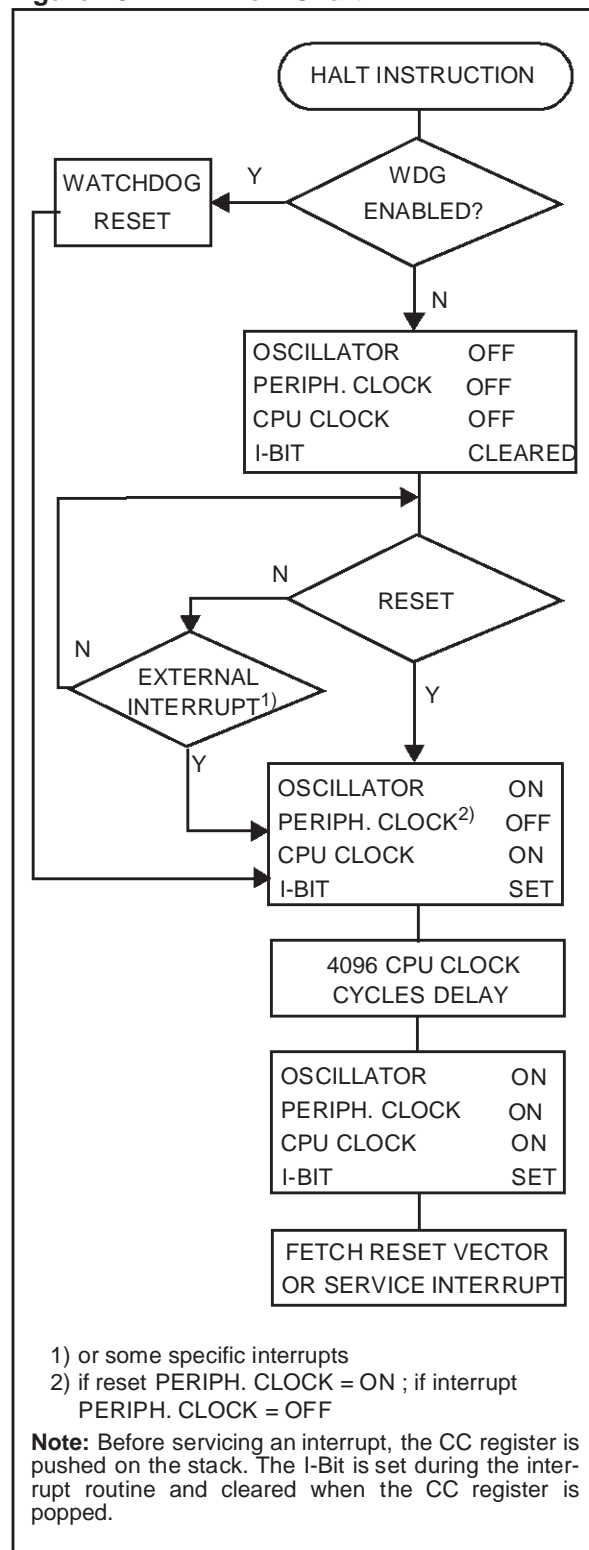 HALT INSTRUCTION
WDG
ENABLED?
Y
WATCHDOG
RESET
N
OSCILLATOR OFF
PERIPH. CLOCK OFF
CPU CLOCK OFF
I-BIT CLEARED
RESET
N
EXTERNAL
INTERRUPT1)
N
Y
Y
OSCILLATOR ON
PERIPH. CLOCK2) OFF
CPU CLOCK ON
I-BIT SET
4096 CPU CLOCK
CYCLES DELAY
OSCILLATOR ON
PERIPH. CLOCK ON
CPU CLOCK ON
I-BIT SET
FETCH RESET VECTOR
OR SERVICE INTERRUPT
1) or some specific interrupts
2) if reset PERIPH. CLOCK = ON ; if interrupt
PERIPH. CLOCK = OFF
Note: Before servicing an interrupt, the CC register is
pushed on the stack. The I-Bit is set during the inter-
rupt routine and cleared when the CC register is
popped.